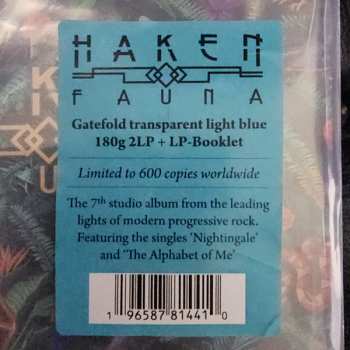 HAKEN
FAUNA
Gatefold transparent light blue
180g 2LP + LP-Booklet
Limited to 600 copies worldwide
The 7th studio album from the leading
lights of modern progressive rock.
Featuring the singles 'Nightingale'
and 'The Alphabet of Me'
1 96587 81441 0